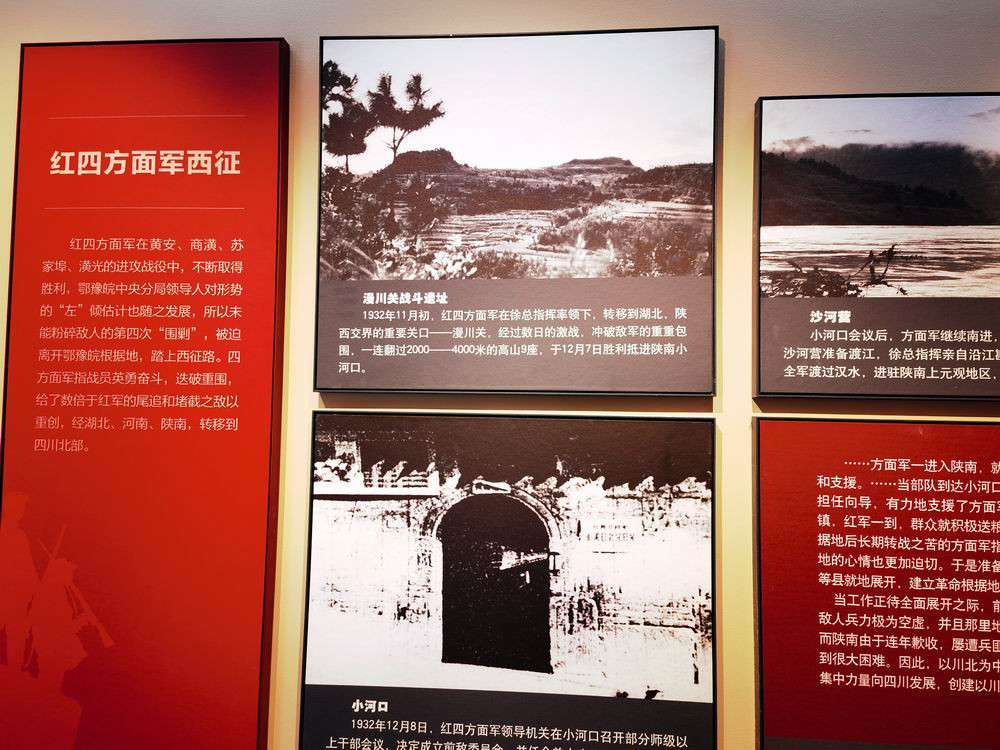 红四方面军西征
红四方面军在黄安、商潢、苏
家埠、潢光的进攻战役中，不断取得
胜利，鄂豫皖中央分局领导人对形势
的“左”倾估计也随之发展，所以未
能粉碎敌人的第四次“围剿”，被迫
离开鄂豫皖根据地，踏上西征路。四
方面军指战员英勇奋斗，迭破重围，
给了数倍于红军的尾追和堵截之敌以
重创，经湖北、河南、陕南，转移到
四川北部。
漫川关战斗遗址
1932年11月初，红四方面军在徐总指挥率领下，转移到湖北、陕
西交界的重要关口——漫川关，经过数日的激战，冲破敌军的重重包
围，一连翻过2000——4000米的高山9座，于12月7日胜利抵进陕南小
河口。
小河口
1932年12月8日，红四方面军领导机关在小河口召开部分师级以
上干部会议，决定成立前敌委员会
沙河营
小河口会议后，方面军继续南进，
沙河营准备渡江，徐总指挥亲自沿江
全军渡过汉水，进驻陕南上元观地区，
……方面军一进入陕南，就
和支援。……当部队到达小河口
担任向导，有力地支援了方面军
镇，红军一到，群众就积极送粮
据地后长期转战之苦的方面军指
地的心情也更加迫切。于是准备
等县就地展开，建立革命根据地
当工作正待全面展开之际，前
敌人兵力极为空虚，并且那里地
而陕南由于连年歉收，屡遭兵匪
到很大困难。因此，以川北为中
集中力量向四川发展，创建以川